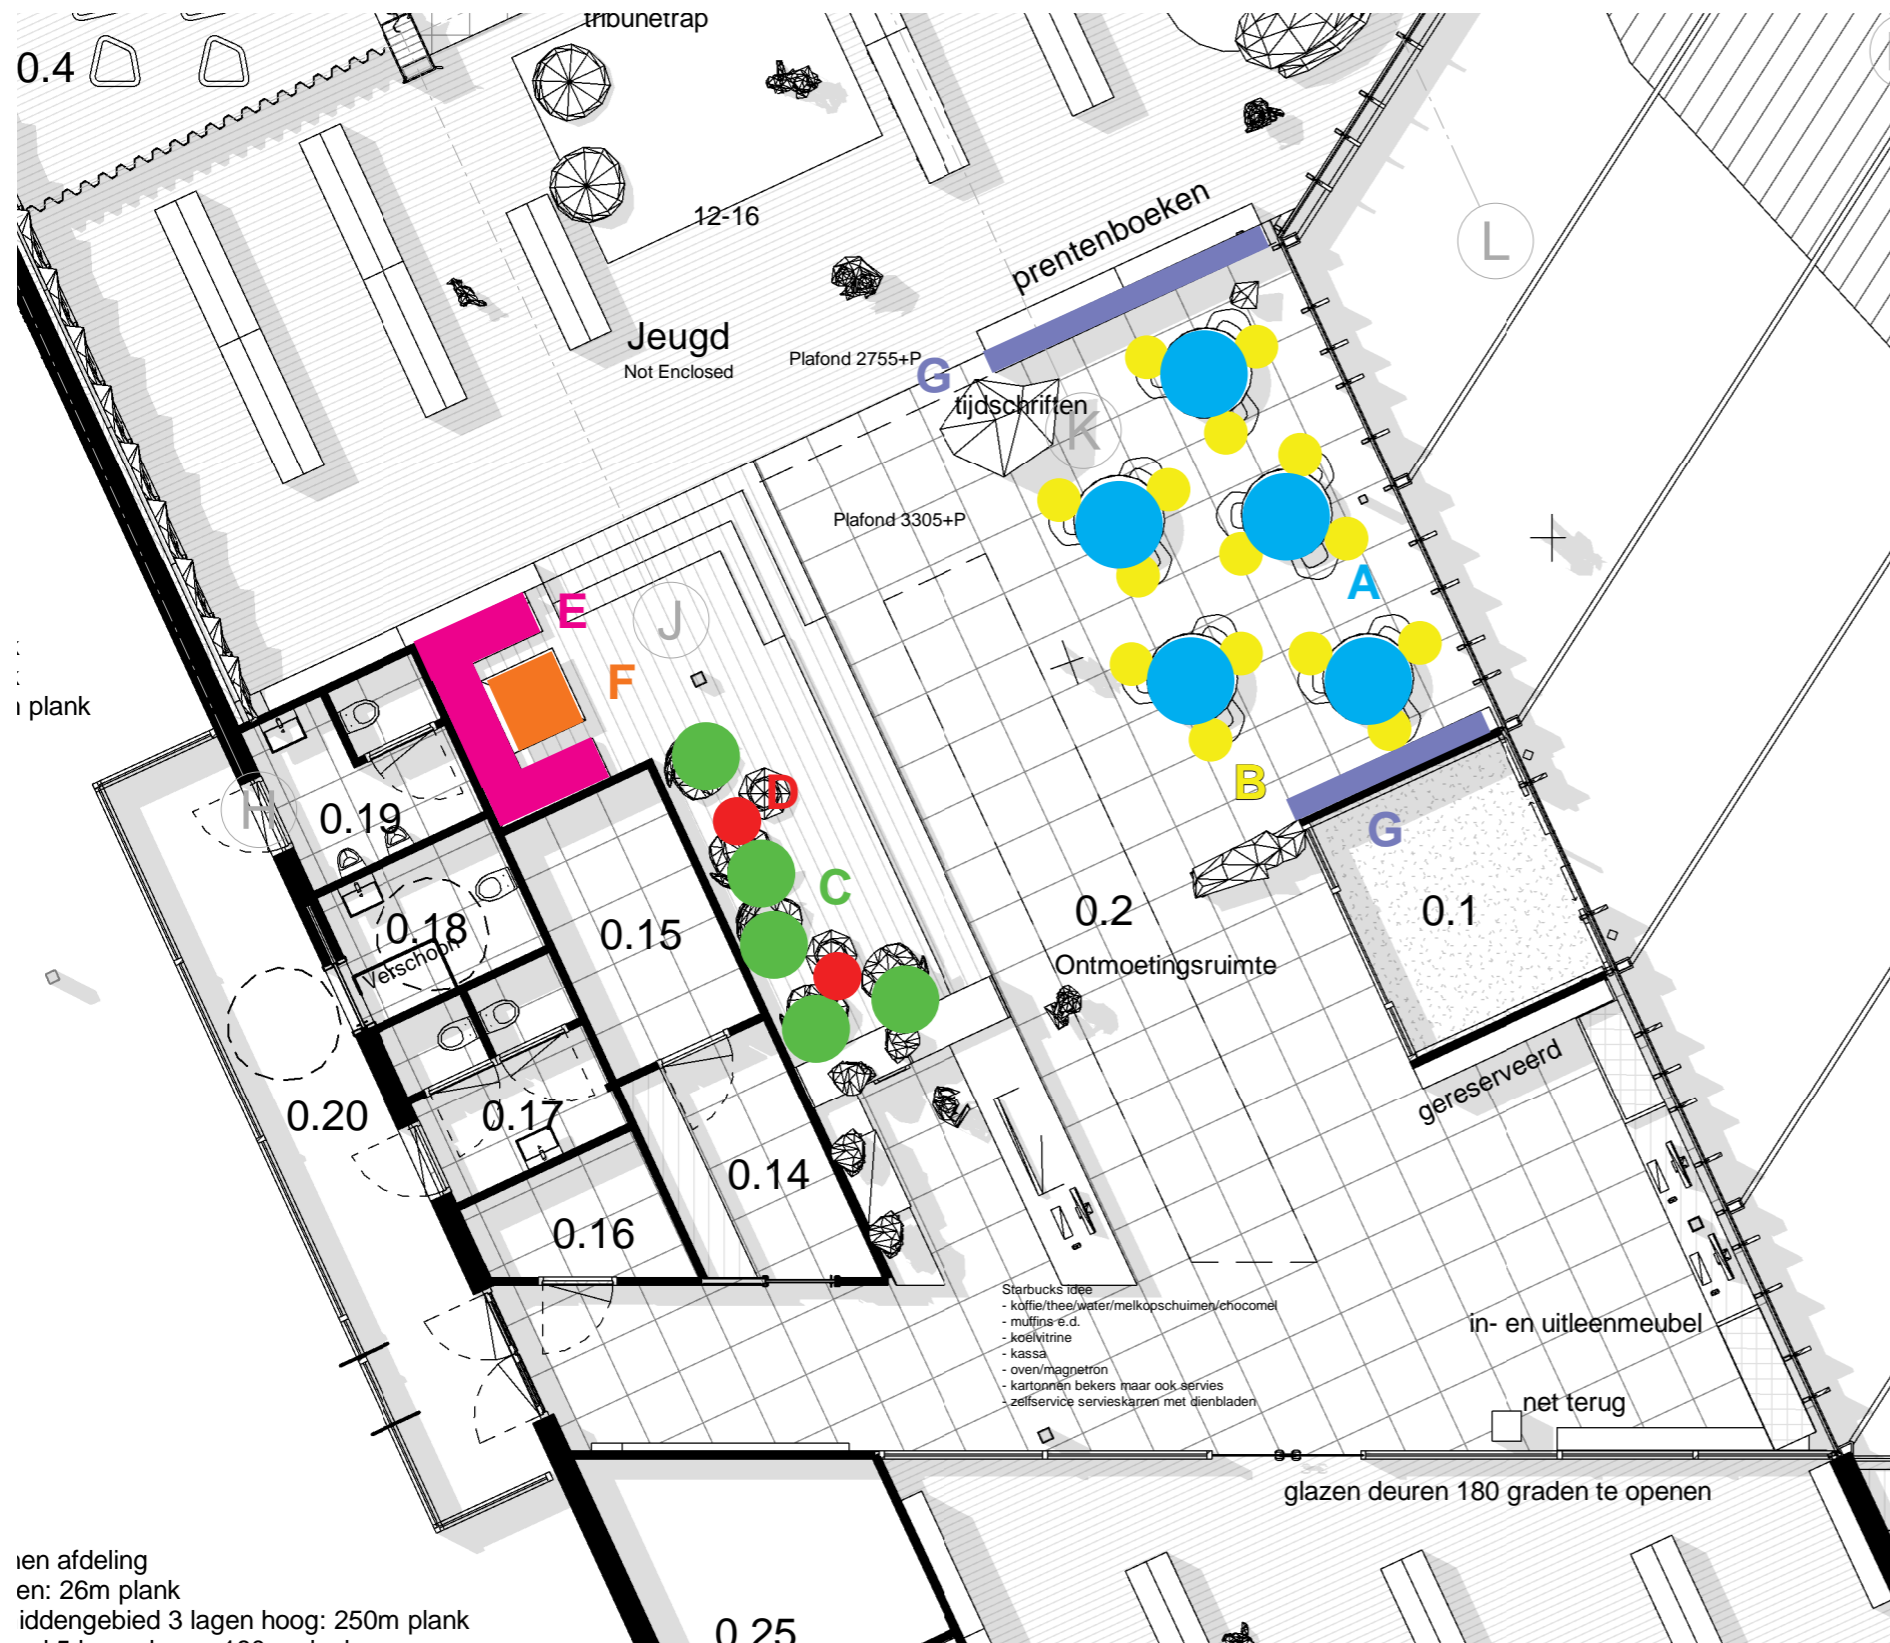 tribunetrap
0.4
12-16
prentenboeken
L
Jeugd
Not Enclosed
Plafond 2755+P
G
tijdschriften
K
Plafond 3305+P
A
E
J
F
plank
B
D
H
0.19
G
C
0.2
0.1
0.15
0.18
Verschoon
Ontmoetingsruimte
gereserveerd
0.20
0.17
0.14
0.16
Starbucks idee
- koffie/thee/water/melkopschuimen/chocomel
- muffins e.d.
- koelvitrine
- kassa
- oven/magnetron
- kartonnen bekers maar ook servies
- zelfservice servieskarren met dienbladen
in- en uitleenmeubel
net terug
glazen deuren 180 graden te openen
afdeling
en: 26m plank
iddengebied 3 lagen hoog: 250m plank
0.25